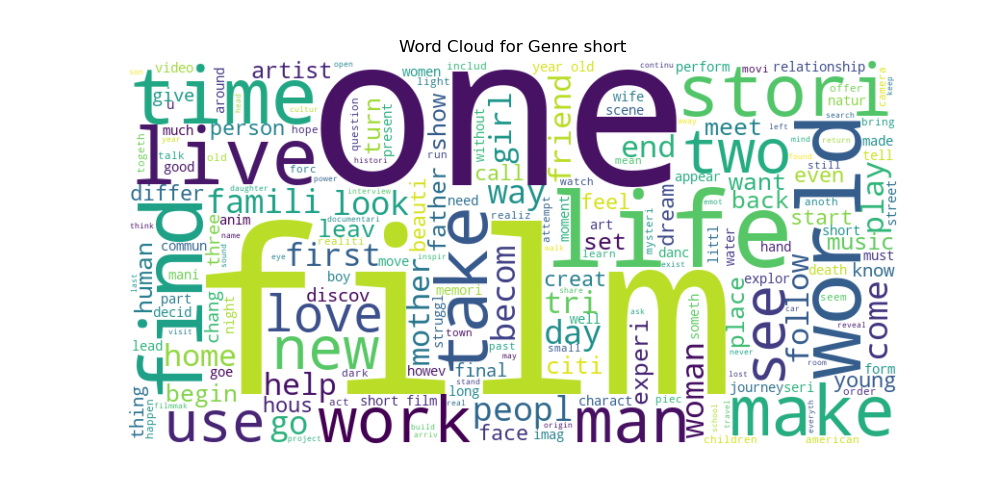 Word Cloud for Genre short
time
video
give
u
around
head
cultur
artist
one
women
includ
light
year old
friend
continu
open
perform
movi
relationship
stori
offer
natur
camera
keep
live
much
person
hope
question
turn
present
histori
show
without
girl
call
wife
scene
end
mean
away
meet
two
search
left
mind
return
found
bring
made
tell
year
talk
good
old
forc
power
togeth
differ
daughter
interview
famili
look
father
run
way
need
realiz
watch
attempt
moment
feel
art
set
learn
dream
mysteri
emot
appear
want
back
still
even
anoth
start
world
play
street
short
music
must
know
think
find
three
anim
sound
commun
mani
human
last
part
decid
visit
lead
chang
night
documentari
leav
realiti
first
eye
inspir
move
boy
discov
memori
beauti
mother
take
becom
walk
life
danc
exist
littl
water
hand
explor
death
seem
follow
car
room
reveal
come
film
love
new
struggl
town
howev
past
may
creat
tri
share
well
day
small
citi
ask
experi
someth
place
never
see
lost
journey
seri
form
young
order
home
goe
begin
help
dark
hous
act
short film
real
final
stand
long
charact
piec
woman
school
travel
everyth
make
thing
happen
filmmak
use
go
project
work
build
arriv
peopl
face
origin
imag
man
children
american
son
name